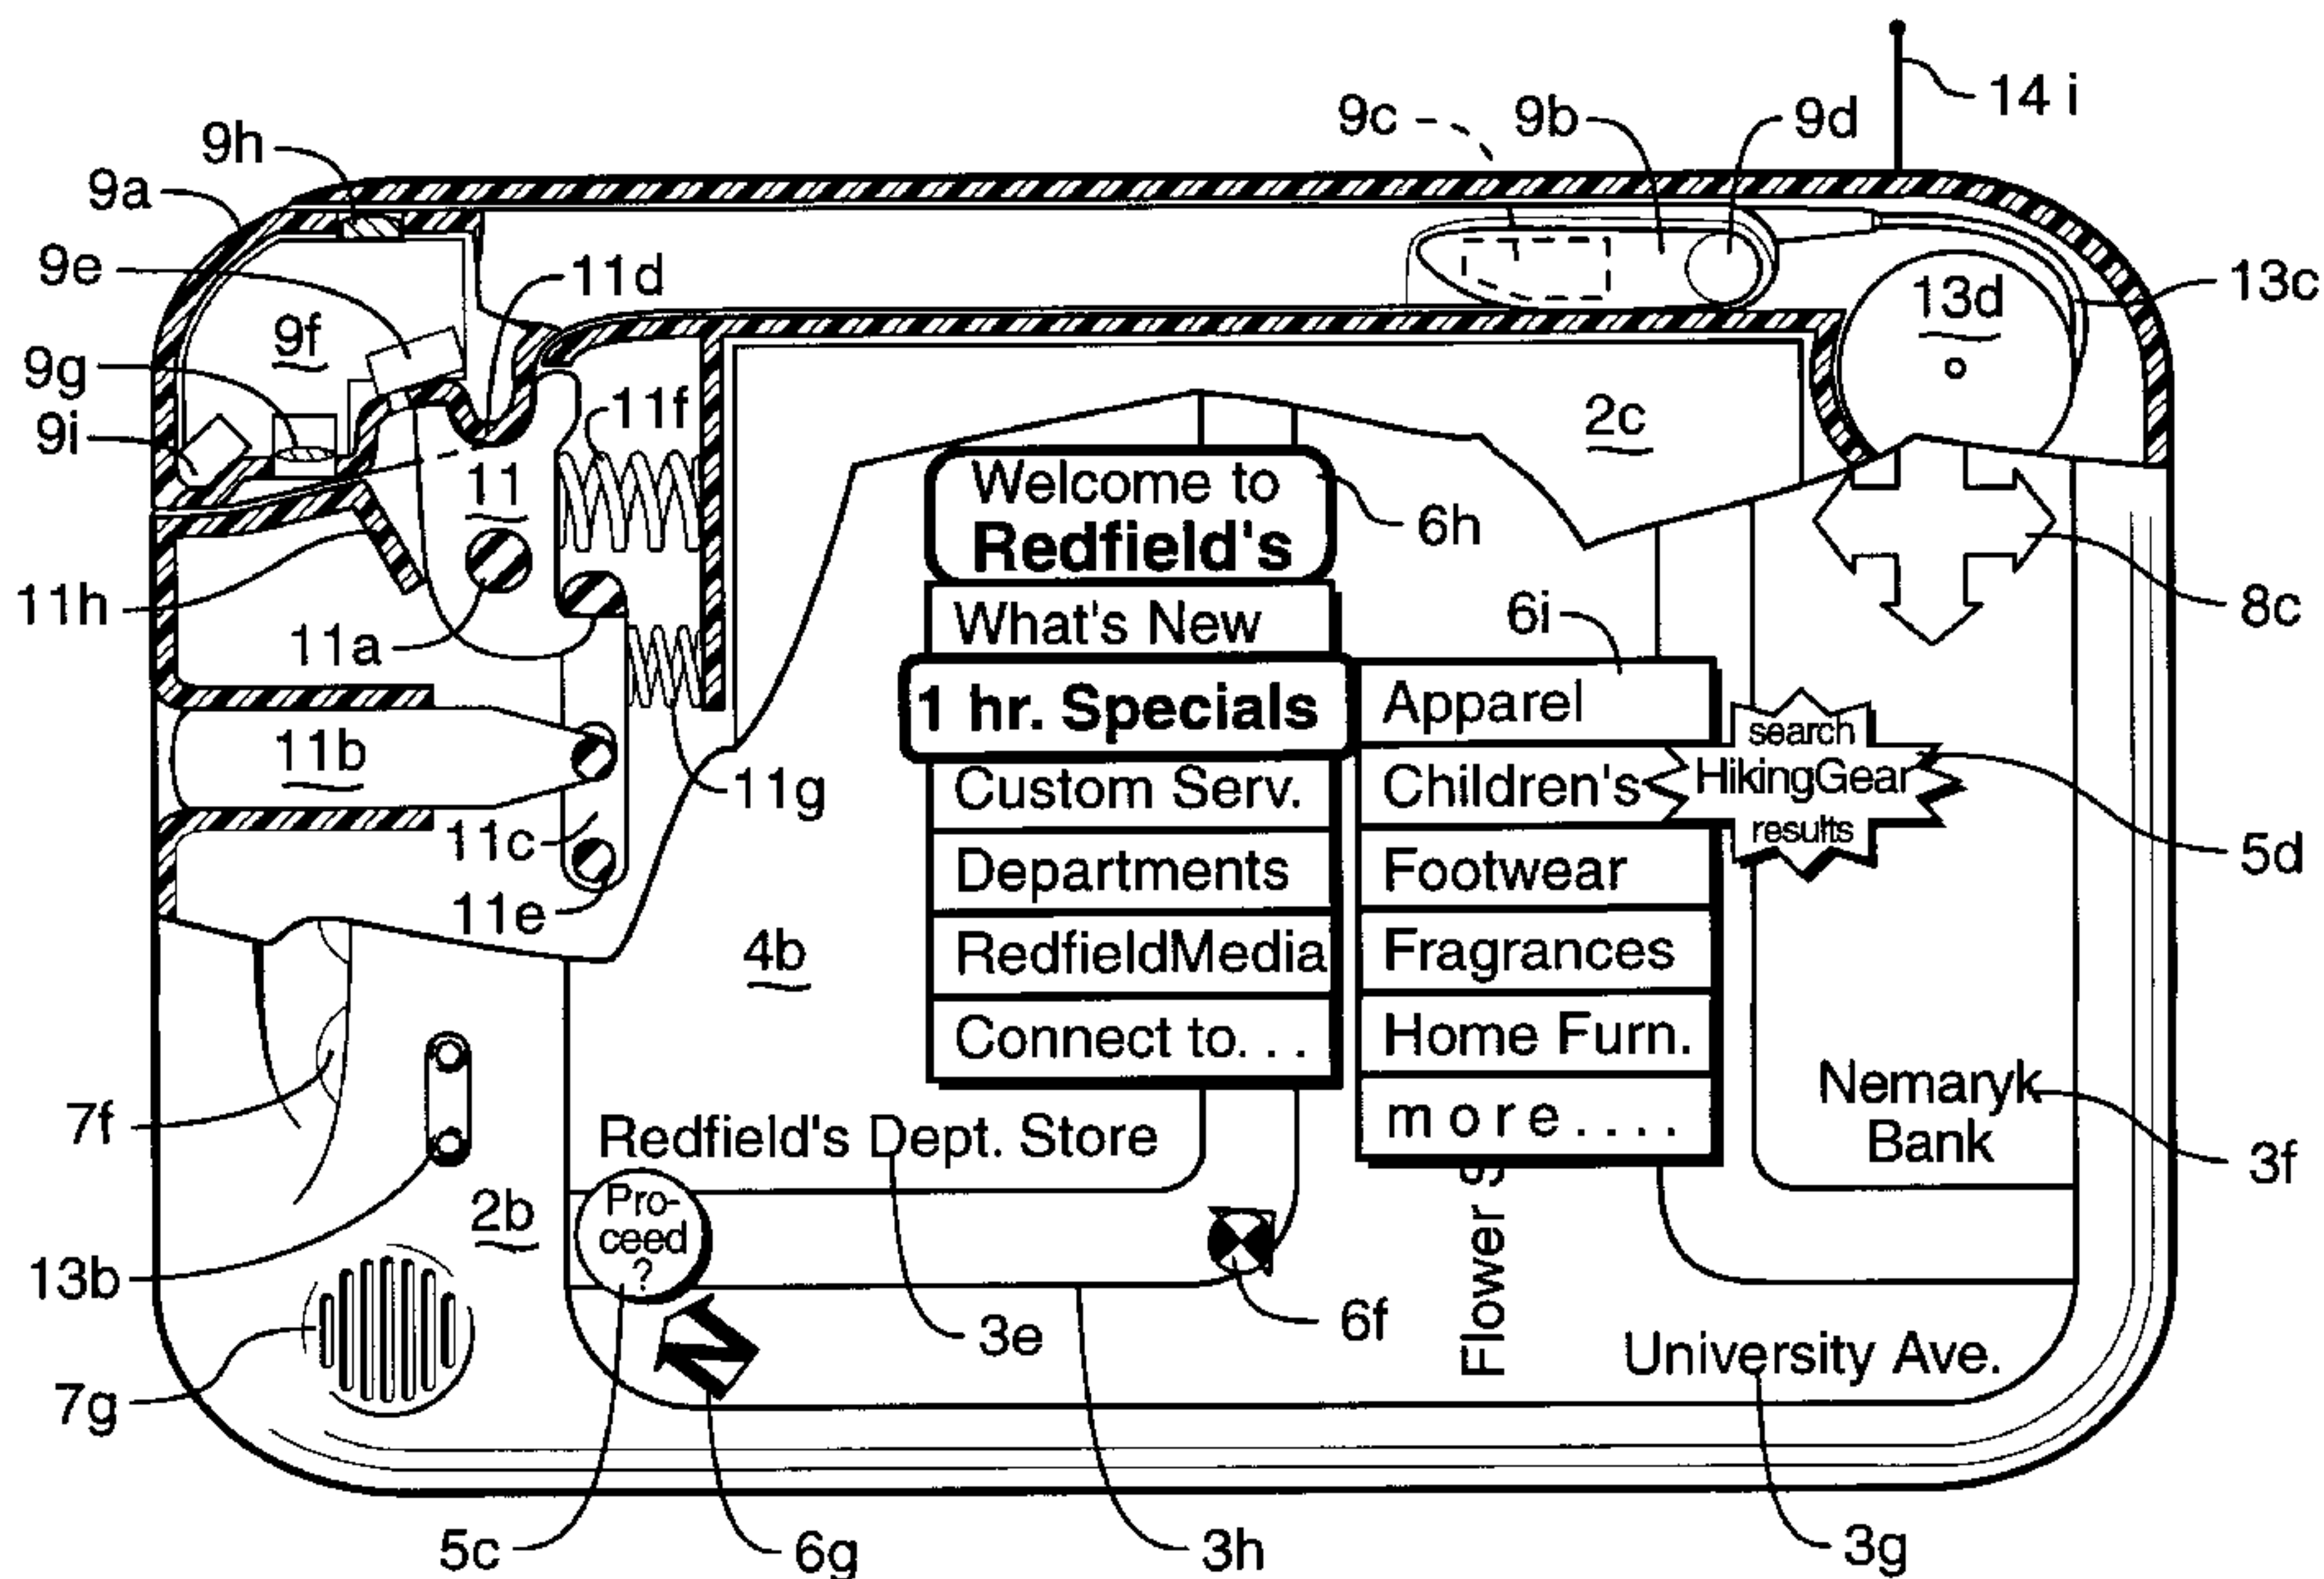 14 i
9c
9b
9d
9h
9a
9e
11d
13d
13c
9f
9g
11f
2c
9i
11
Welcome to
Redfield's
6h
11h
8c
11a
What's New
6i
1 hr. Specials
Apparel
search
HikingGear
results
11b
11g
Custom Serv.
Children's
11c
5d
Departments
Footwear
11e
4b
RedfieldMedia
Fragrances
Connect to. . .
Home Furn.
Nemaryk
Bank
7f
Redfield's Dept. Store
more....
3f
2b
Pro-
ceed
?
13b
Flower
3e
6f
University Ave.
7g
N
5c
6g
3h
3g